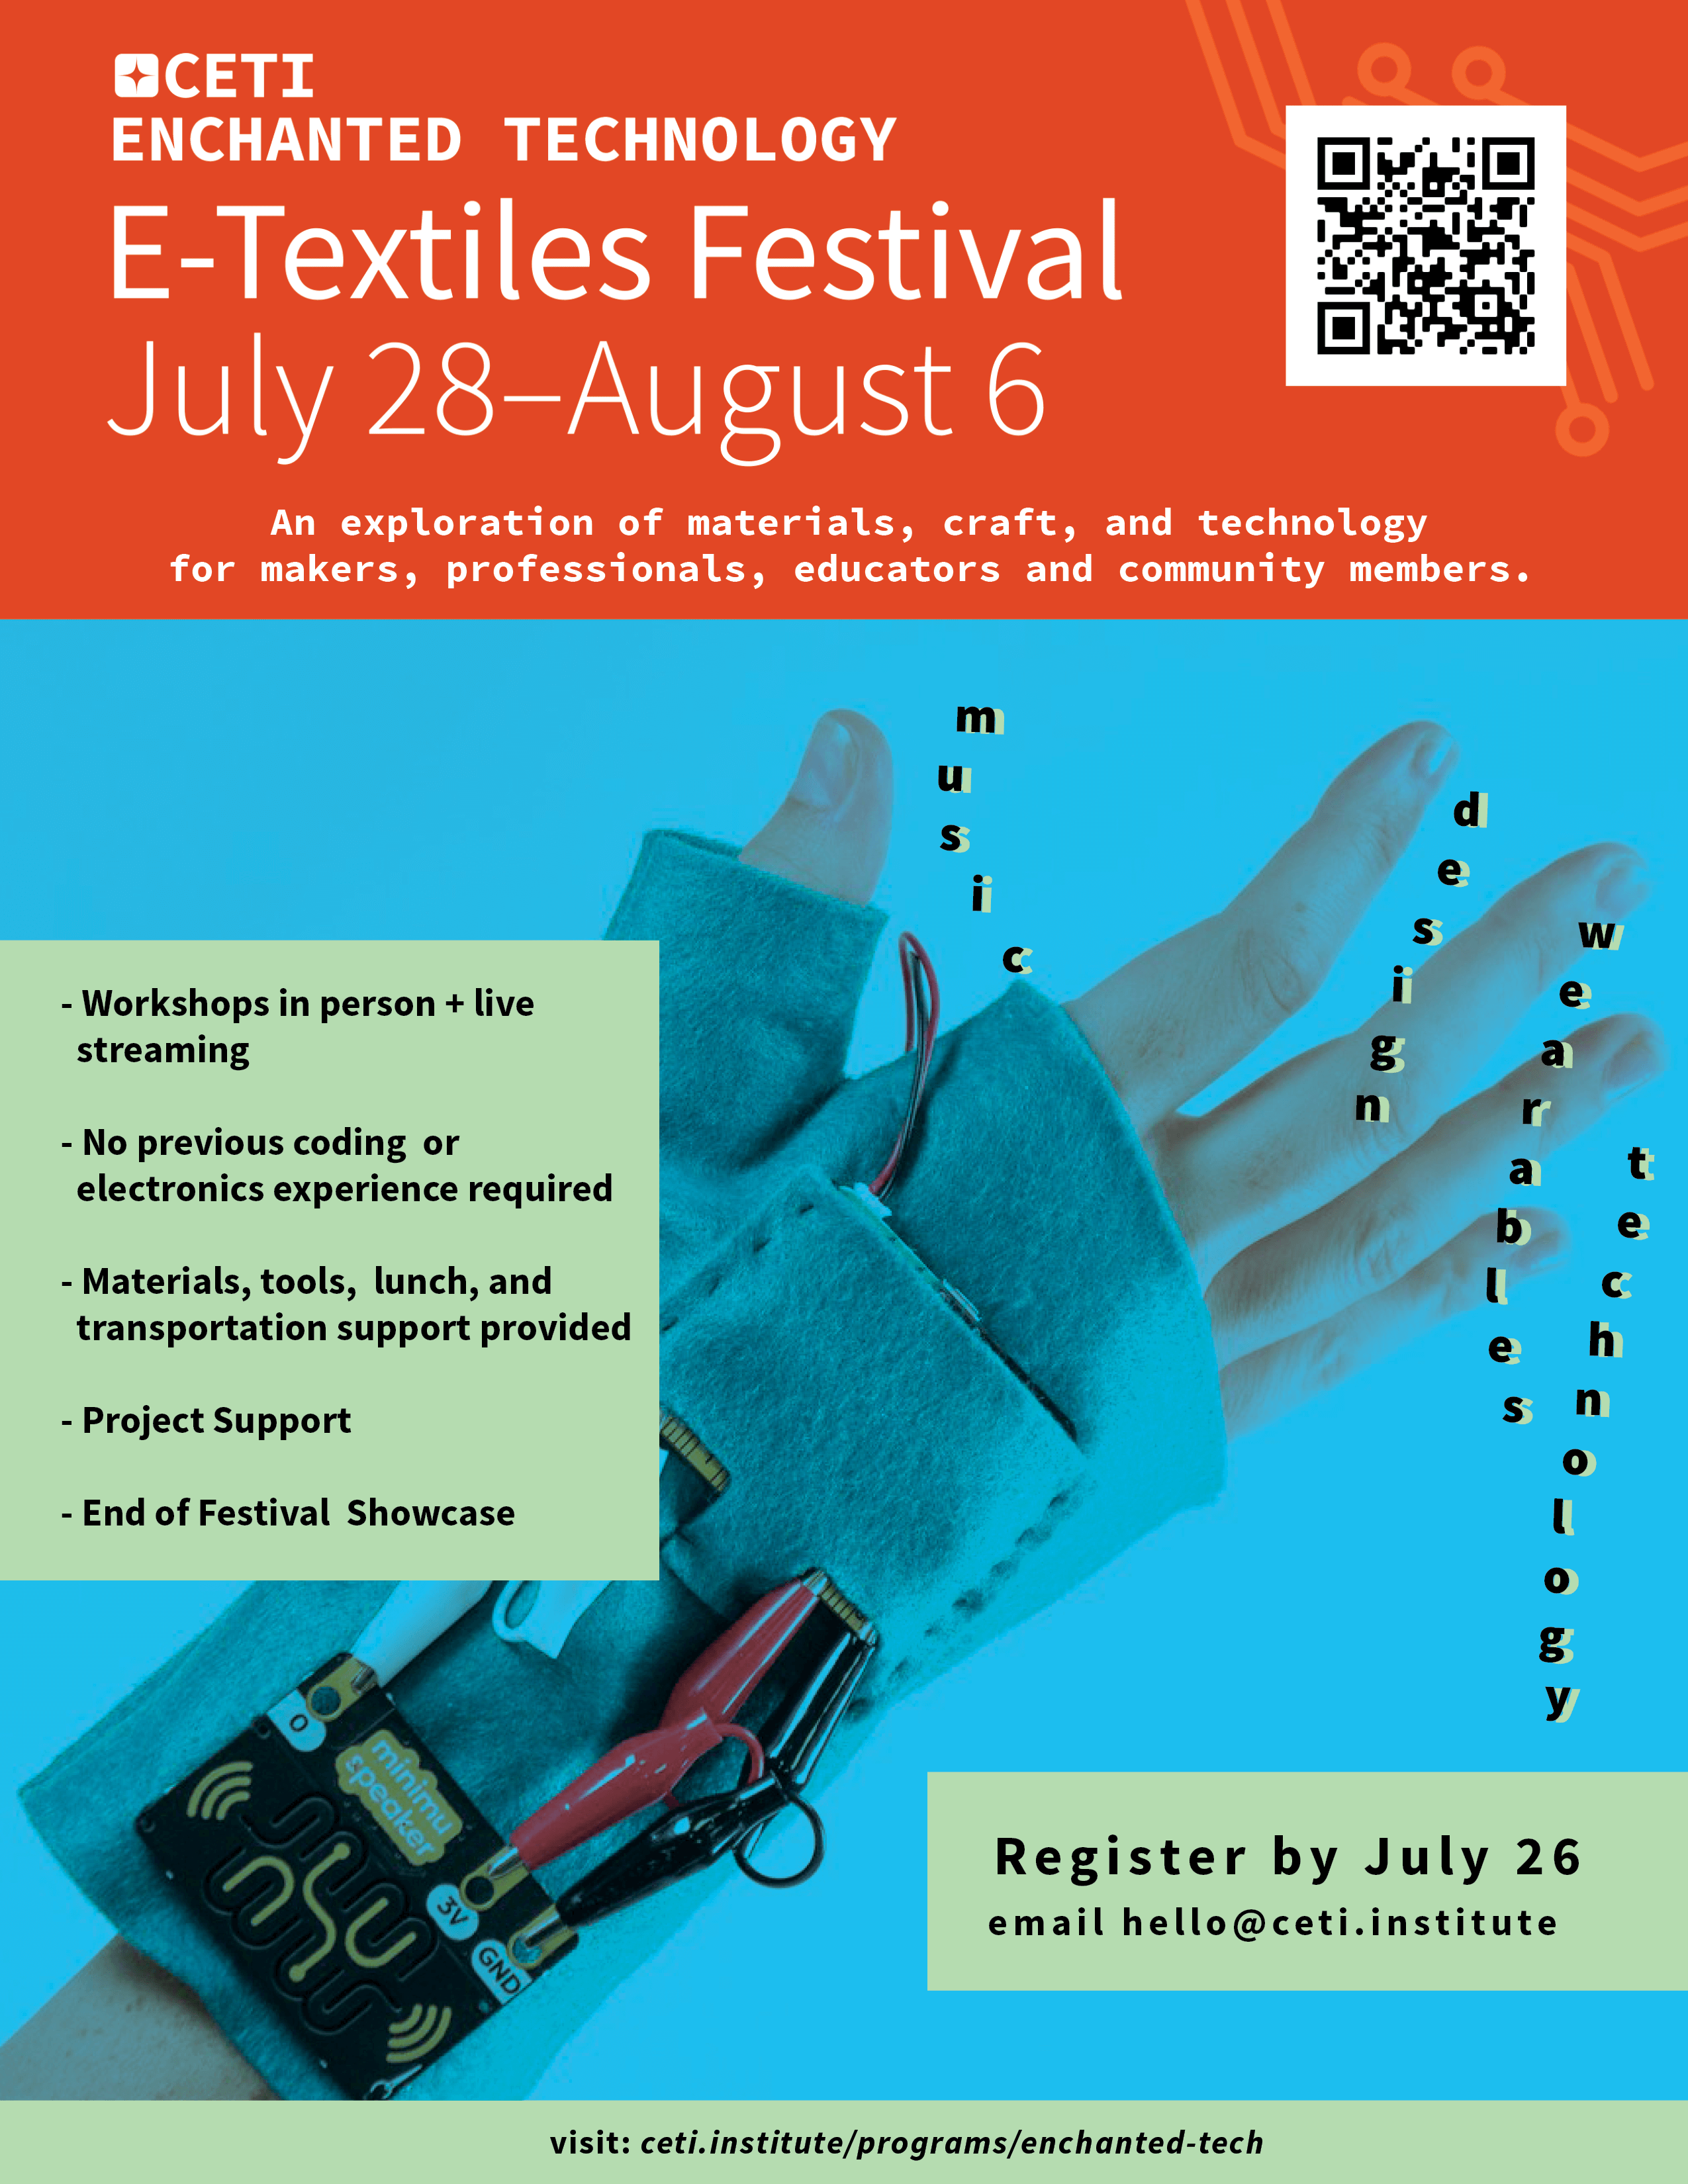 CETI
ENCHANTED TECHNOLOGY
E-Textiles Festival
July 28–August 6
An exploration of materials, craft, and technology
for makers, professionals, educators and community members.
music
design
wearables
technology
- Workshops in person + live
streaming
- No previous coding or
electronics experience required
- Materials, tools, lunch, and
transportation support provided
- Project Support
- End of Festival Showcase
0
minimu
speaker
3V
GND
Register by July 26
email hello@ceti.institute
visit: ceti.institute/programs/enchanted-tech